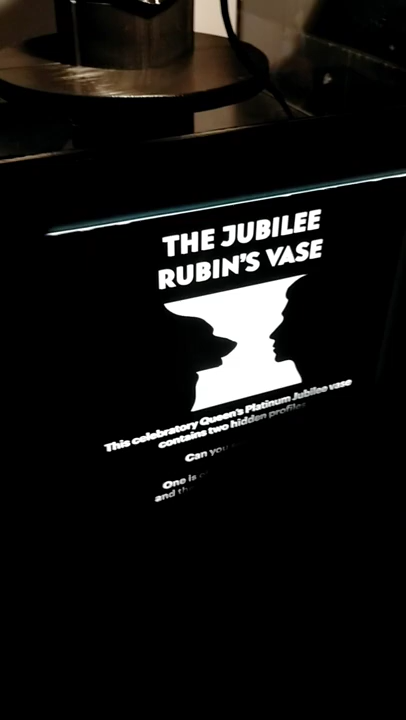 THE JUBILEE
RUBIN'S VASE
This celebratory Queen's Platinum Jubilee vase
contains two hidden profiles
Can you
One is
and